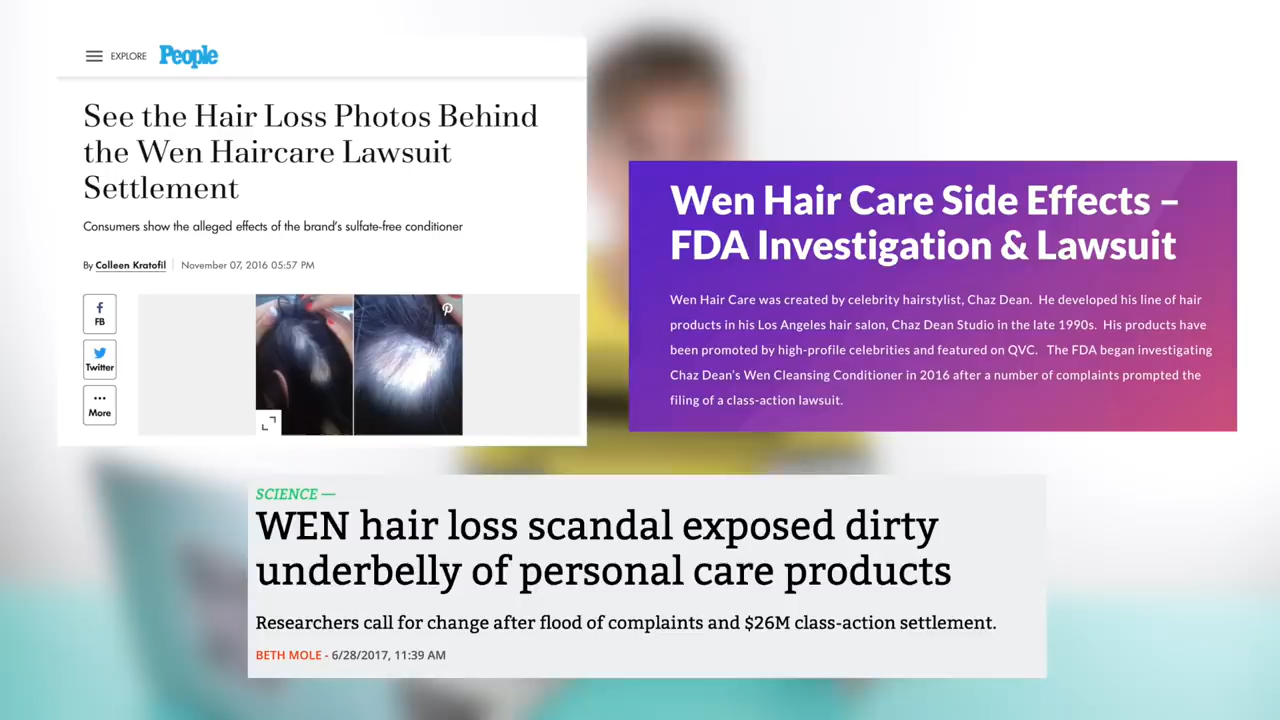 EXPLORE People
See the Hair Loss Photos Behind
the Wen Haircare Lawsuit
Settlement
Consumers show the alleged effects of the brand's sulfate-free conditioner
By Colleen Kratofil November 07, 2016 05:57 PM
FB
Twitter
More
Wen Hair Care Side Effects –
FDA Investigation & Lawsuit
Wen Hair Care was created by celebrity hairstylist, Chaz Dean. He developed his line of hair
products in his Los Angeles hair salon, Chaz Dean Studio in the late 1990s. His products have
been promoted by high-profile celebrities and featured on QVC. The FDA began investigating
Chaz Dean's Wen Cleansing Conditioner in 2016 after a number of complaints prompted the
filing of a class-action lawsuit.
SCIENCE —
WEN hair loss scandal exposed dirty
underbelly of personal care products
Researchers call for change after flood of complaints and $26M class-action settlement.
BETH MOLE - 6/28/2017, 11:39 AM